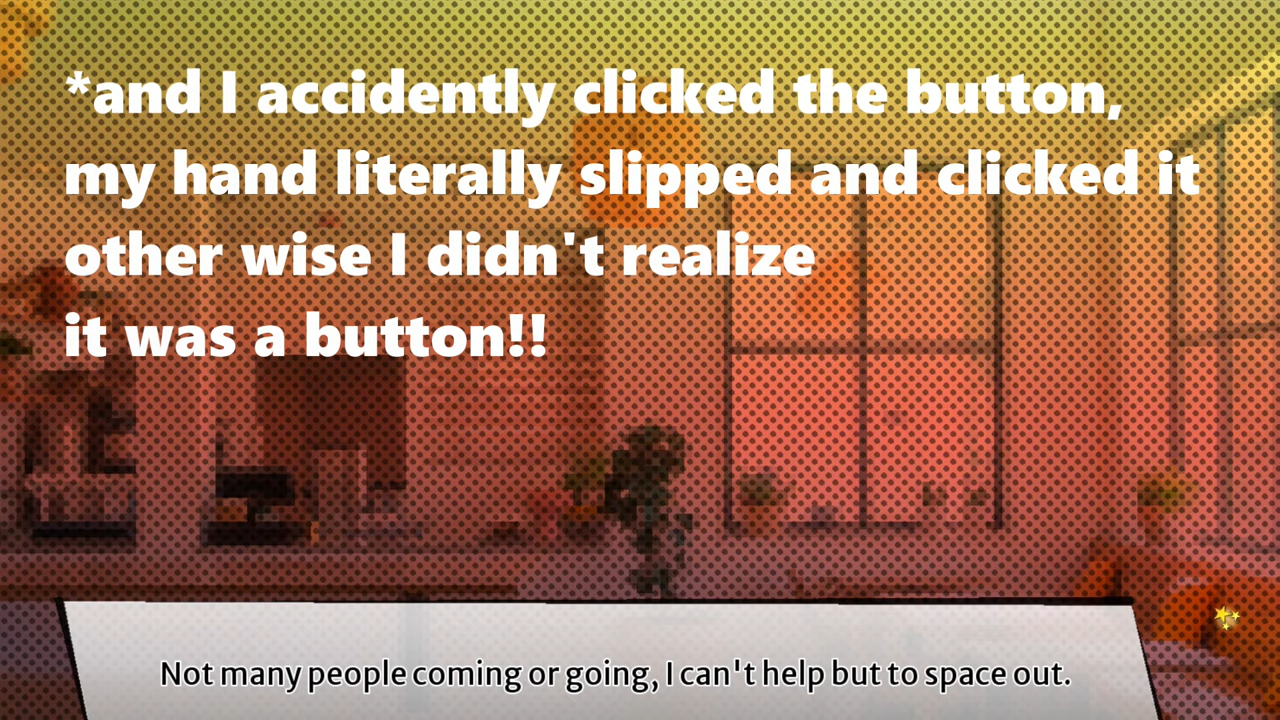 *and I accidently clicked the button,
my hand literally slipped and clicked it
other wise I didn't realize
it was a button!!
Not many people coming or going, I can't help but to space out.